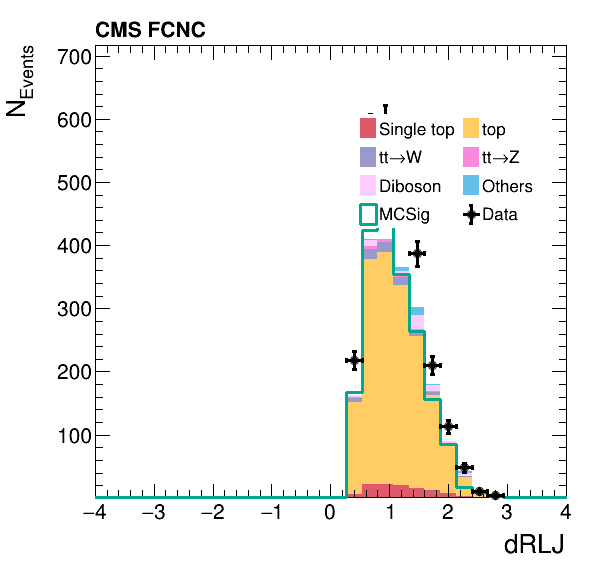 CMS FCNC
N_Events
700
600
500
400
300
200
100
Single top
top
tt→W
tt→Z
Diboson
Others
MCSig
Data
−4 −3 −2 −1 0 1 2 3 4
dRLJ